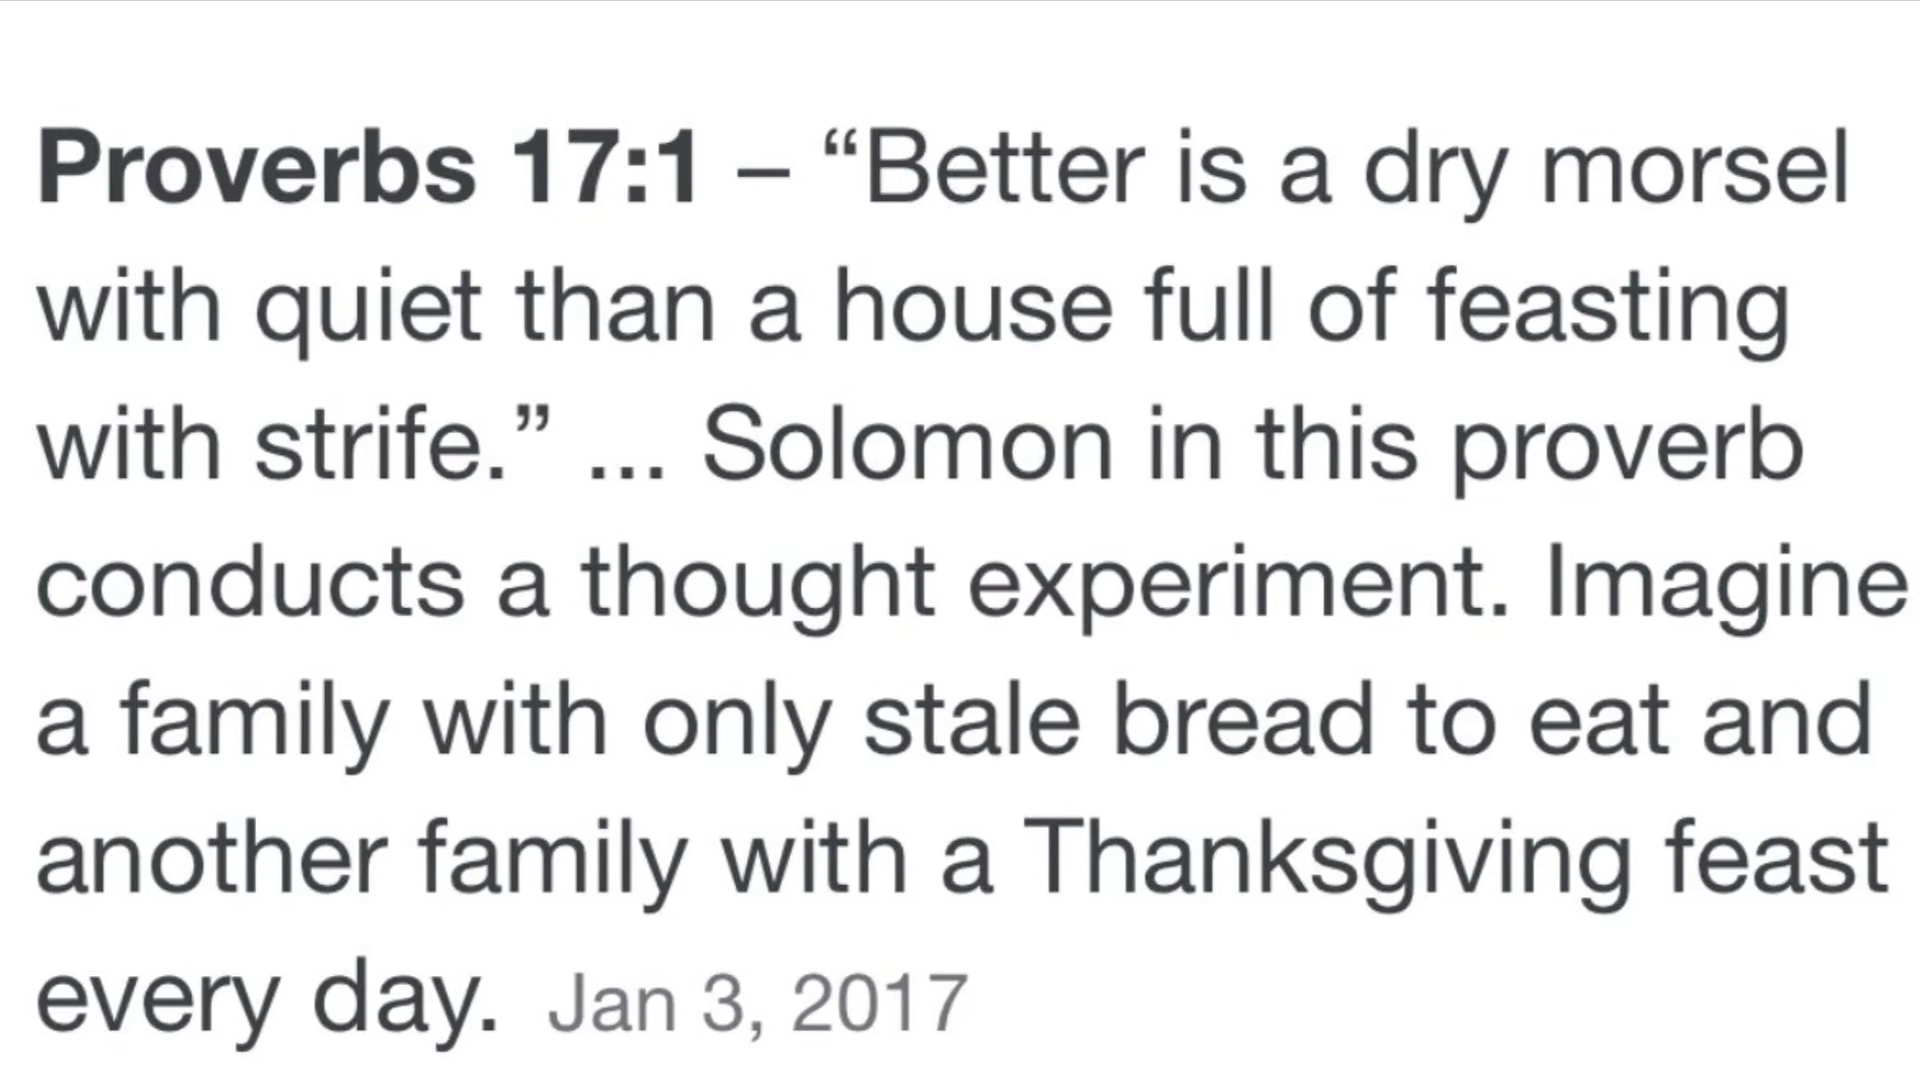 Proverbs 17:1 – “Better is a dry morsel
with quiet than a house full of feasting
with strife.” ... Solomon in this proverb
conducts a thought experiment. Imagine
a family with only stale bread to eat and
another family with a Thanksgiving feast
every day. Jan 3, 2017